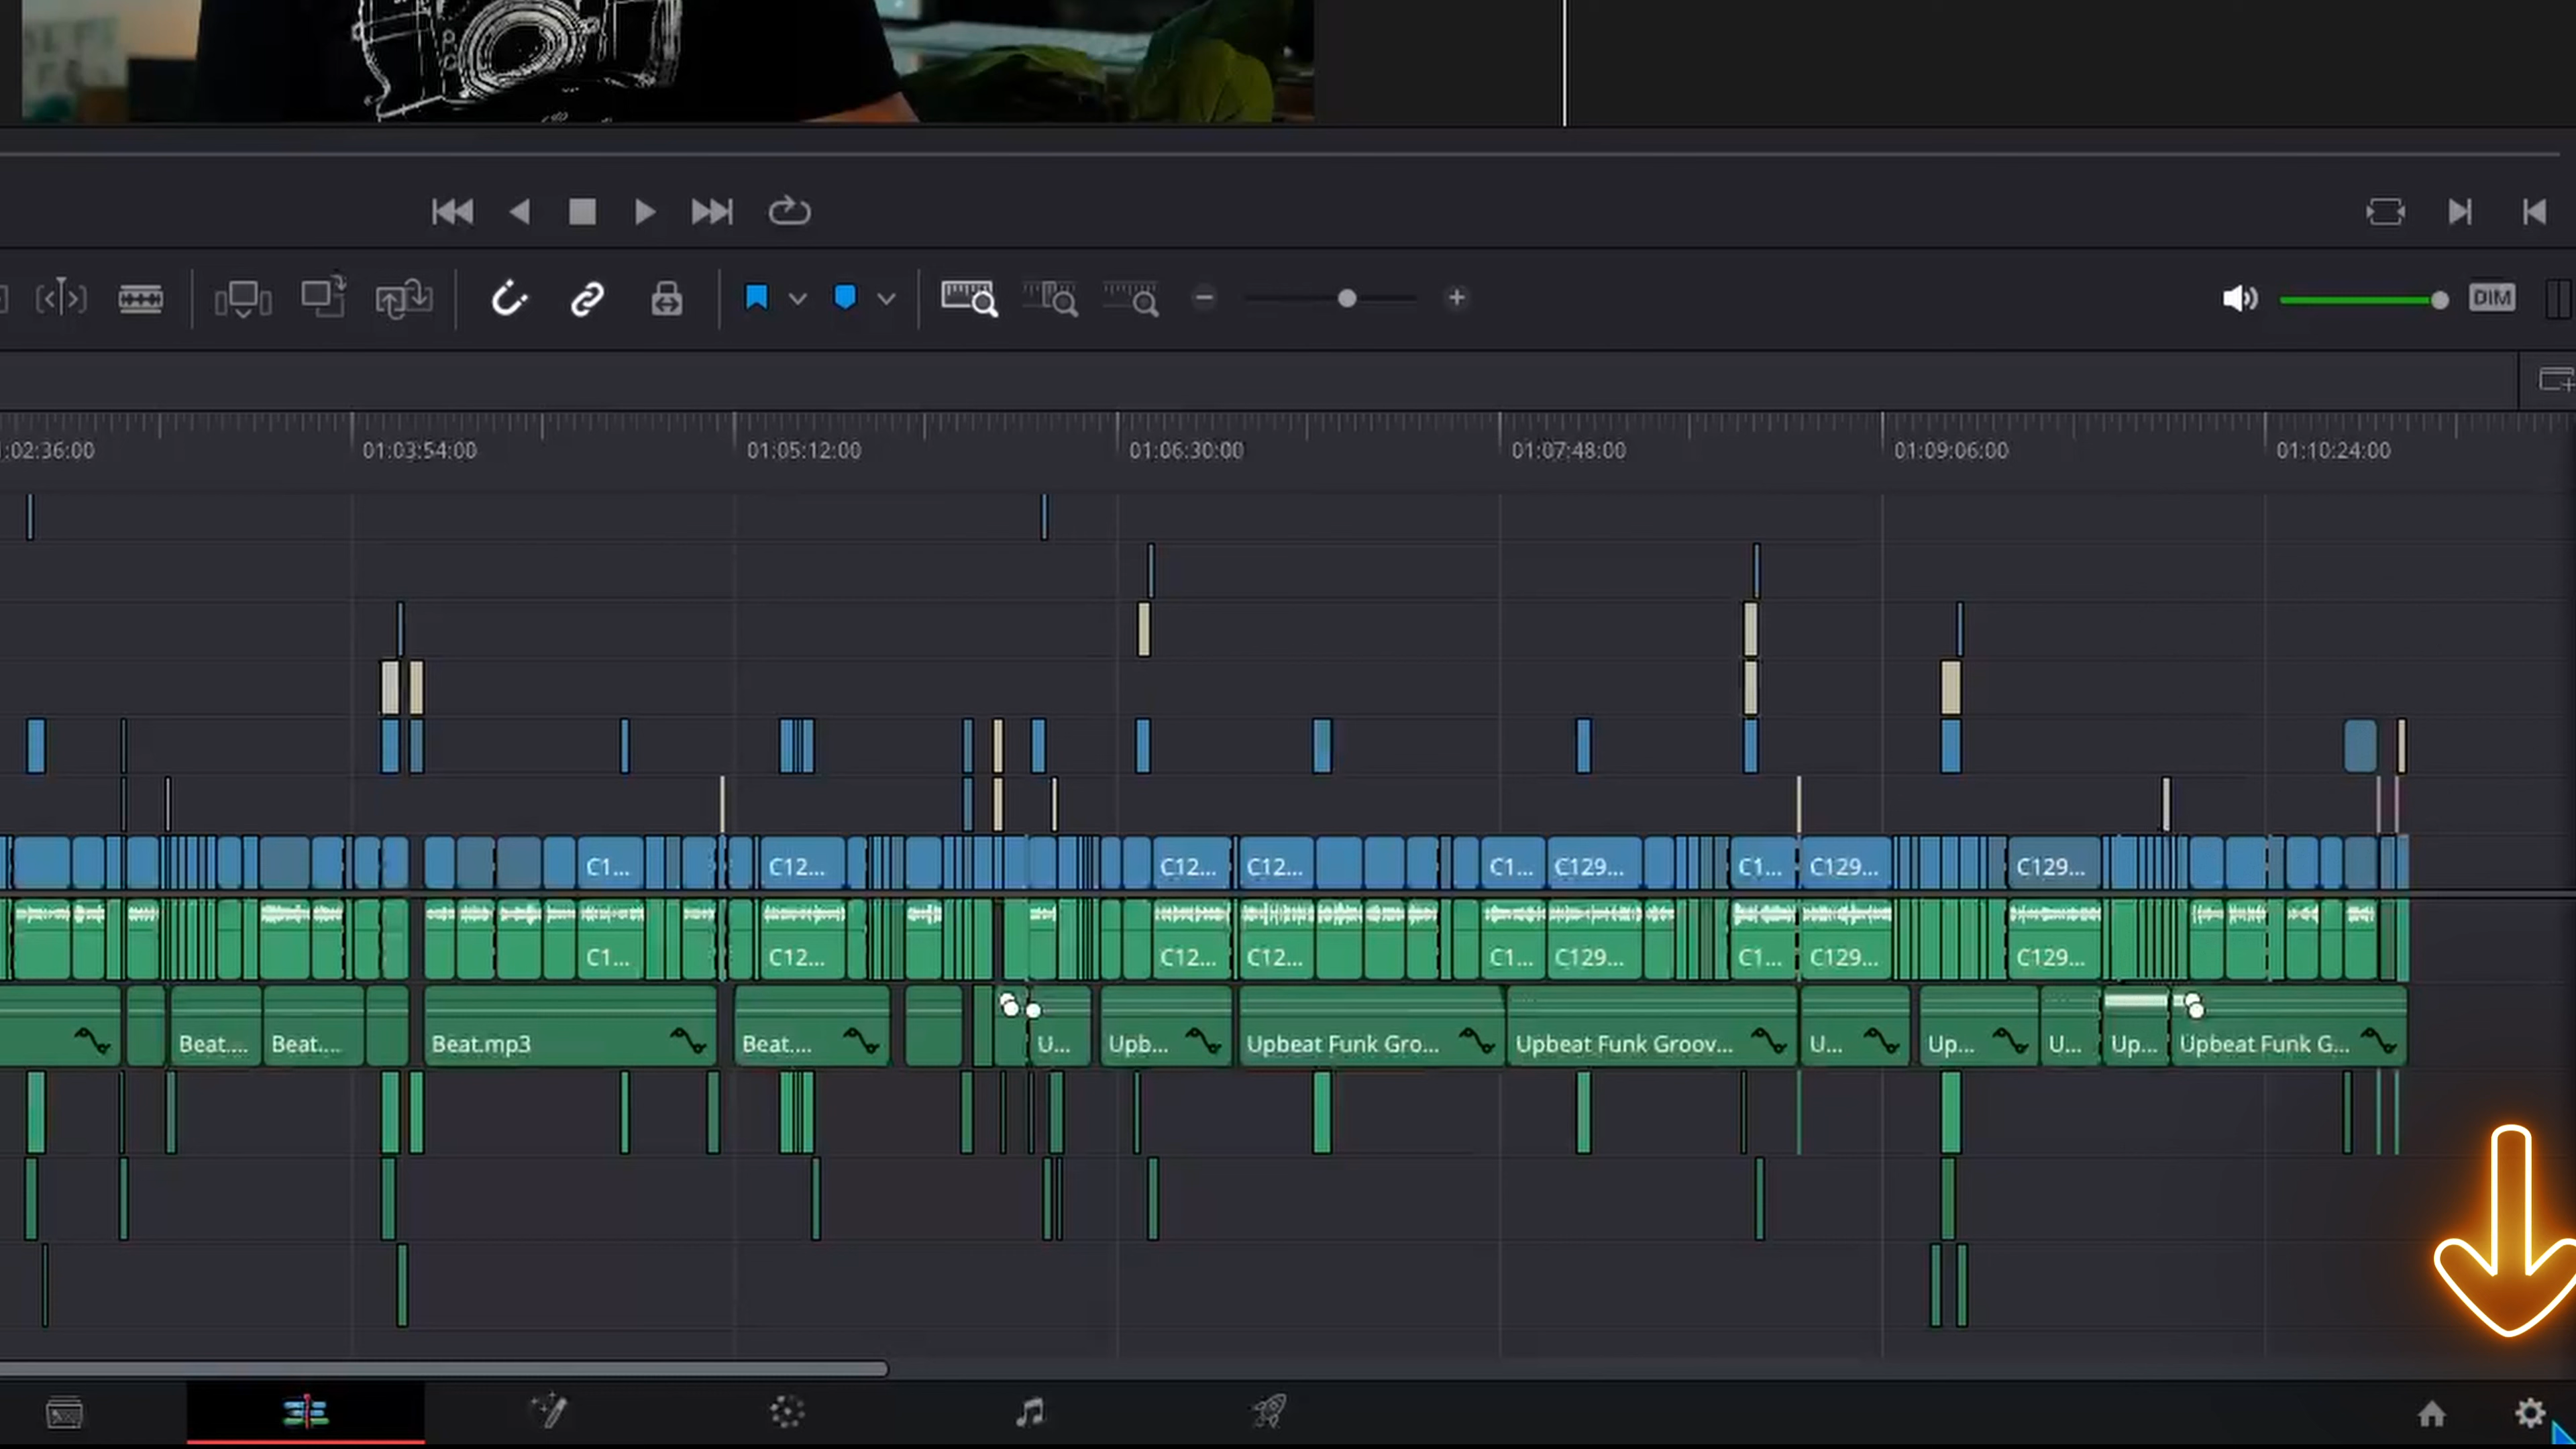 DIM
:02:36:00 01:03:54:00 01:05:12:00 01:06:30:00 01:07:48:00 01:09:06:00 01:10:24:00
C1... C12... C12... C12... C1... C129... C1... C129... C129...
C1... C12... C12... C12... C1... C129... C1... C129... C129...
Beat.... Beat.... Beat.mp3 Beat.... U... Upb... Upbeat Funk Gro... Upbeat Funk Groov... U... Up... U... Up... Upbeat Funk G...